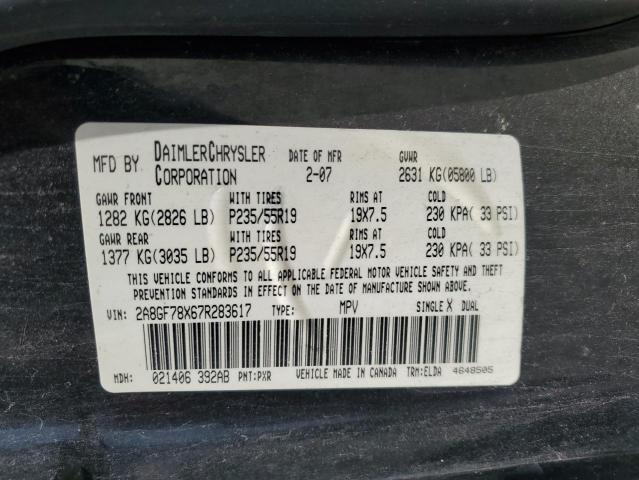 MFD BY DAIMLERCHRYSLER CORPORATION DATE OF MFR 2-07 GVWR 2631 KG(05800 LB)
GAWR FRONT WITH TIRES RIMS AT COLD
1282 KG(2826 LB) P235/55R19 19X7.5 230 KPA( 33 PSI)
GAWR REAR WITH TIRES RIMS AT COLD
1377 KG(3035 LB) P235/55R19 19X7.5 230 KPA( 33 PSI)
THIS VEHICLE CONFORMS TO ALL APPLICABLE FEDERAL MOTOR VEHICLE SAFETY AND THEFT
PREVENTION STANDARDS IN EFFECT ON THE DATE OF MANUFACTURE SHOWN ABOVE.
VIN: 2A8GF78X67R283617 TYPE: MPV SINGLE X DUAL
MDH: 021406 392AB PNT:PXR VEHICLE MADE IN CANADA TRM:ELDA 4648505